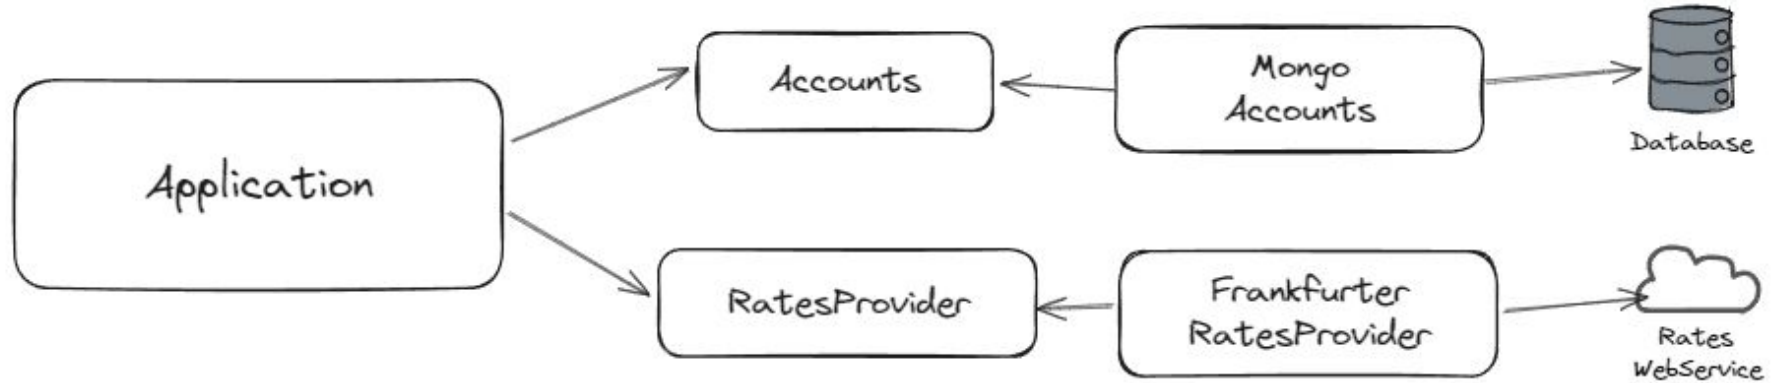 Application
Accounts
Mongo
Accounts
Database
RatesProvider
Frankfurter
RatesProvider
Rates
WebService